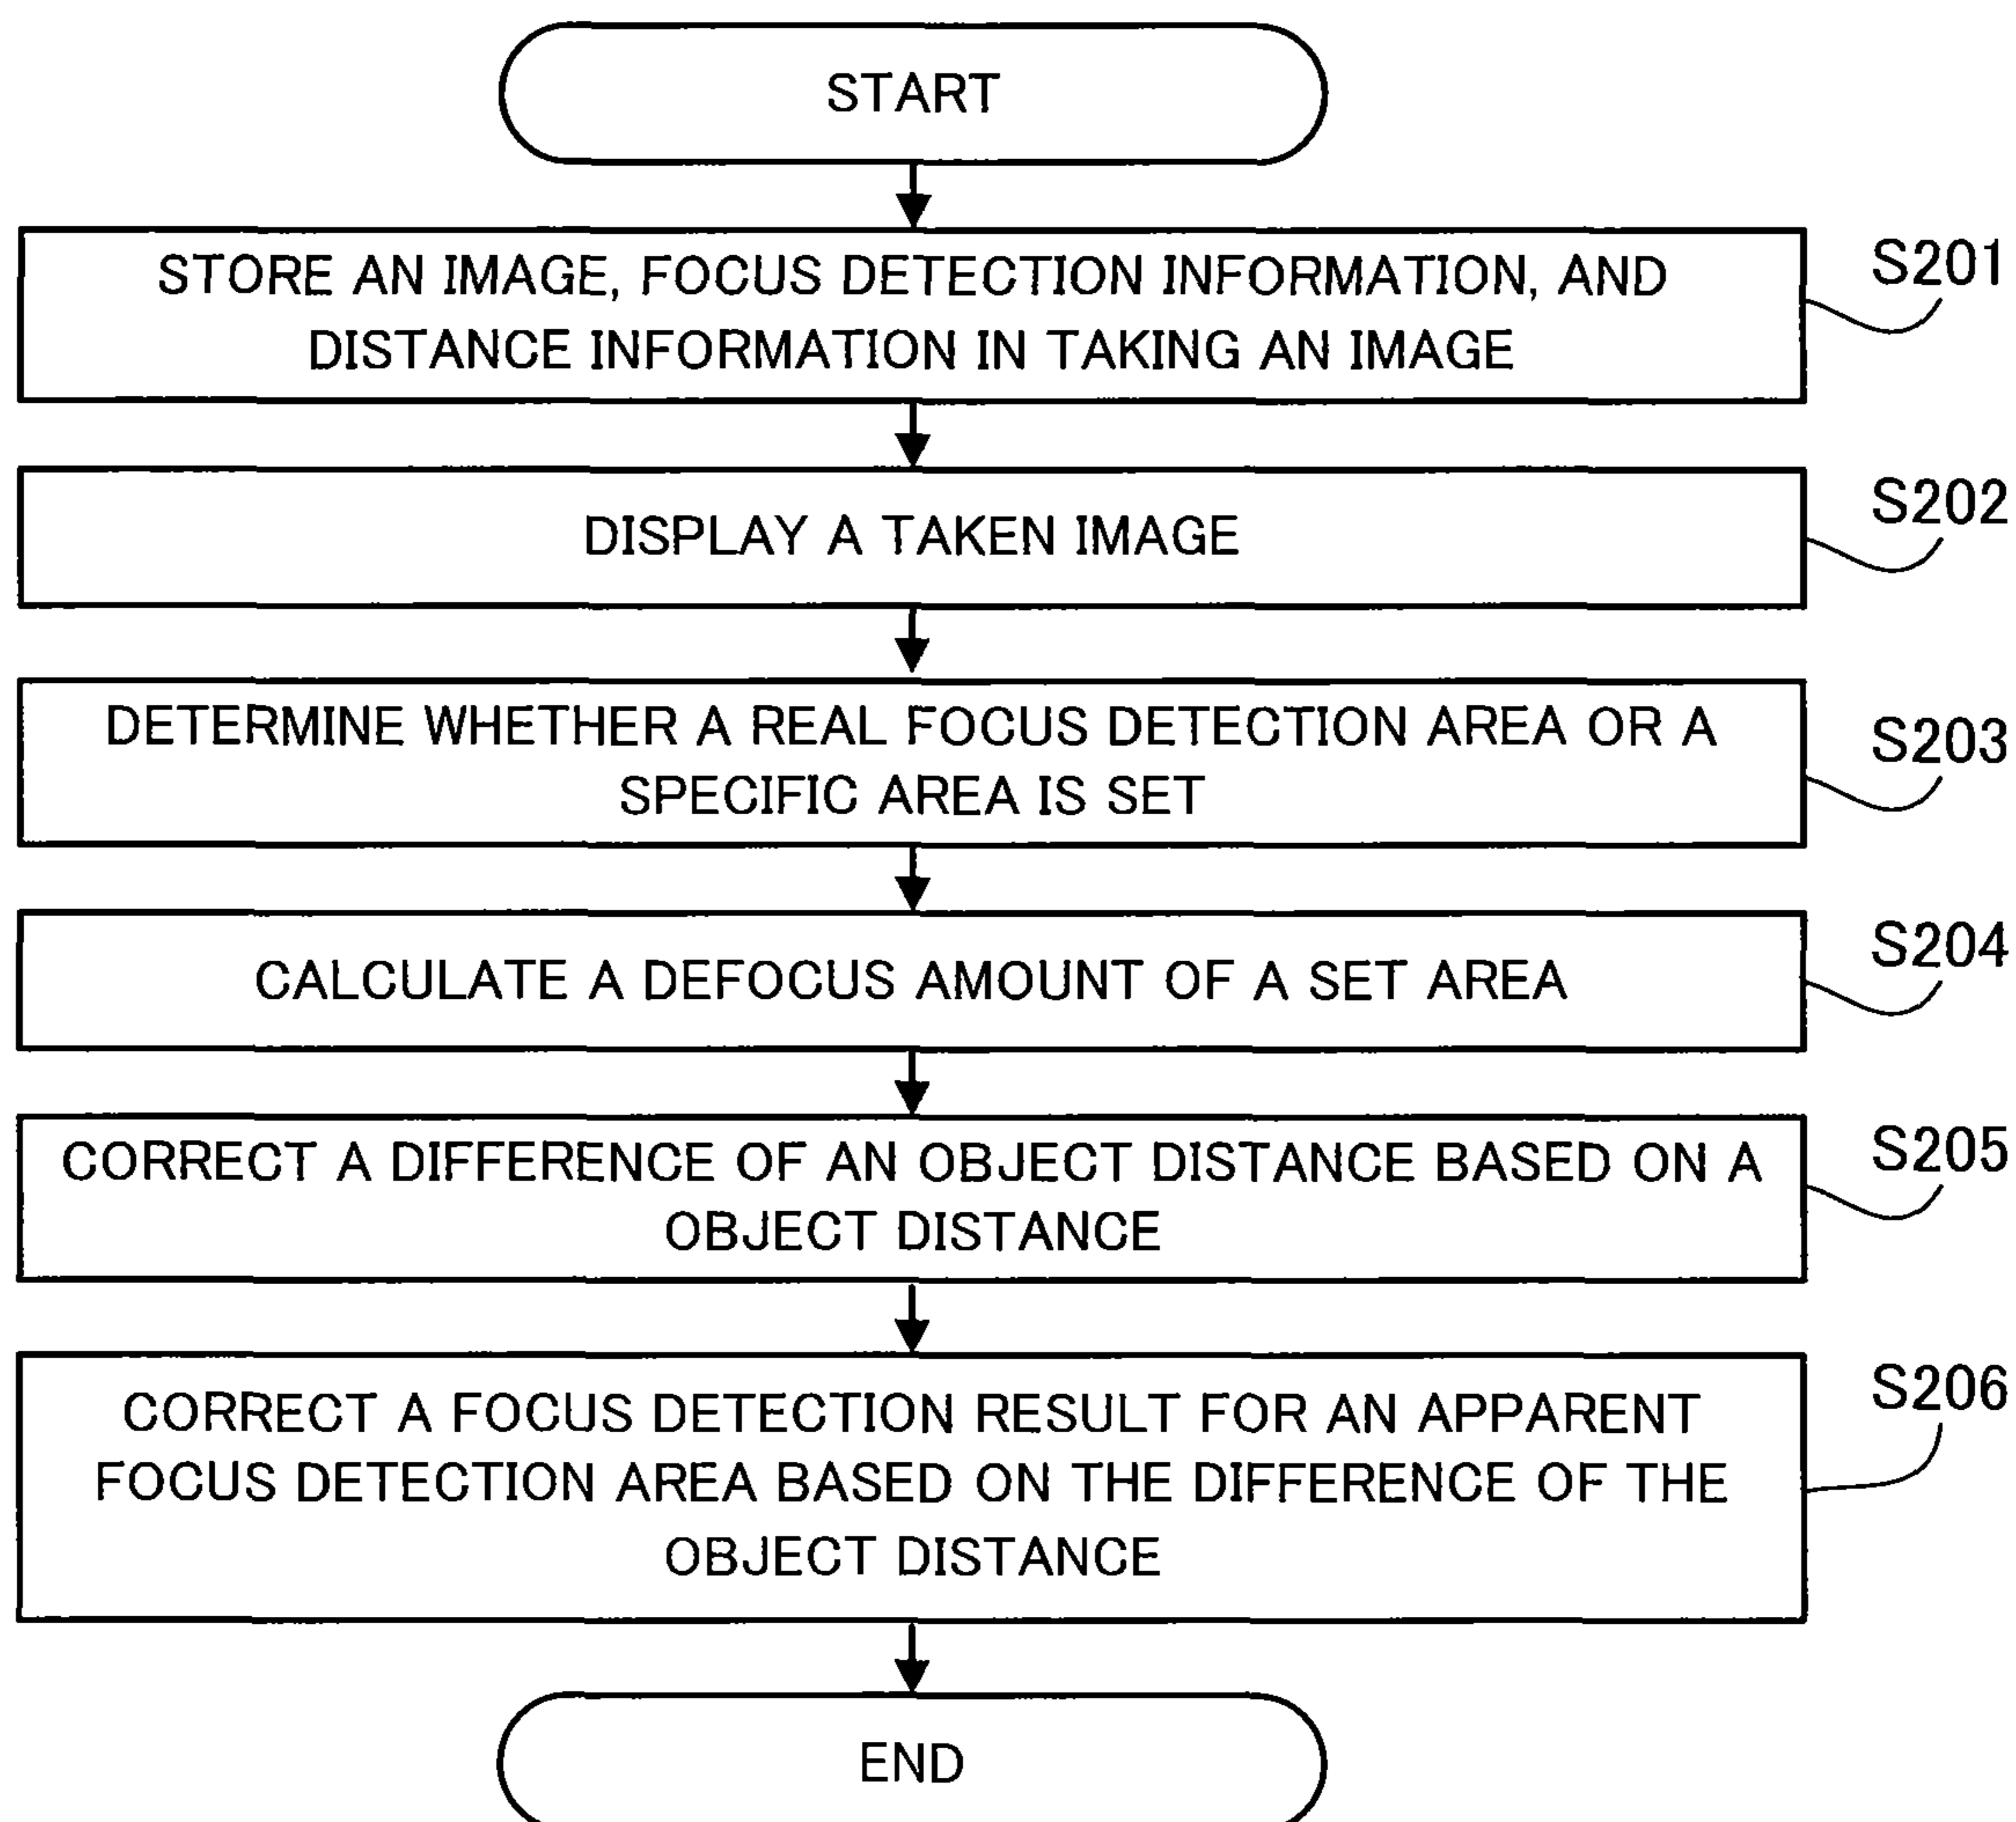 START
STORE AN IMAGE, FOCUS DETECTION INFORMATION, AND
DISTANCE INFORMATION IN TAKING AN IMAGE
S201
DISPLAY A TAKEN IMAGE
S202
DETERMINE WHETHER A REAL FOCUS DETECTION AREA OR A
SPECIFIC AREA IS SET
S203
CALCULATE A DEFOCUS AMOUNT OF A SET AREA
S204
CORRECT A DIFFERENCE OF AN OBJECT DISTANCE BASED ON A
OBJECT DISTANCE
S205
CORRECT A FOCUS DETECTION RESULT FOR AN APPARENT
FOCUS DETECTION AREA BASED ON THE DIFFERENCE OF THE
OBJECT DISTANCE
S206
END